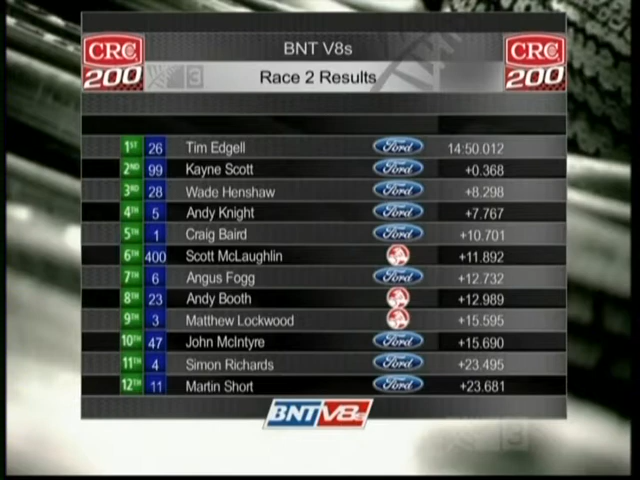 CRC 200 BNT V8s CRC 200
3 Race 2 Results
1ST 26 Tim Edgell Ford 14:50.012
2ND 99 Kayne Scott Ford +0.368
3RD 28 Wade Henshaw Ford +8.298
4TH 5 Andy Knight Ford +7.767
5TH 1 Craig Baird Ford +10.701
6TH 400 Scott McLaughlin +11.892
7TH 6 Angus Fogg Ford +12.732
8TH 23 Andy Booth +12.989
9TH 3 Matthew Lockwood +15.595
10TH 47 John McIntyre Ford +15.690
11TH 4 Simon Richards Ford +23.495
12TH 11 Martin Short Ford +23.681
BNT V8s
3